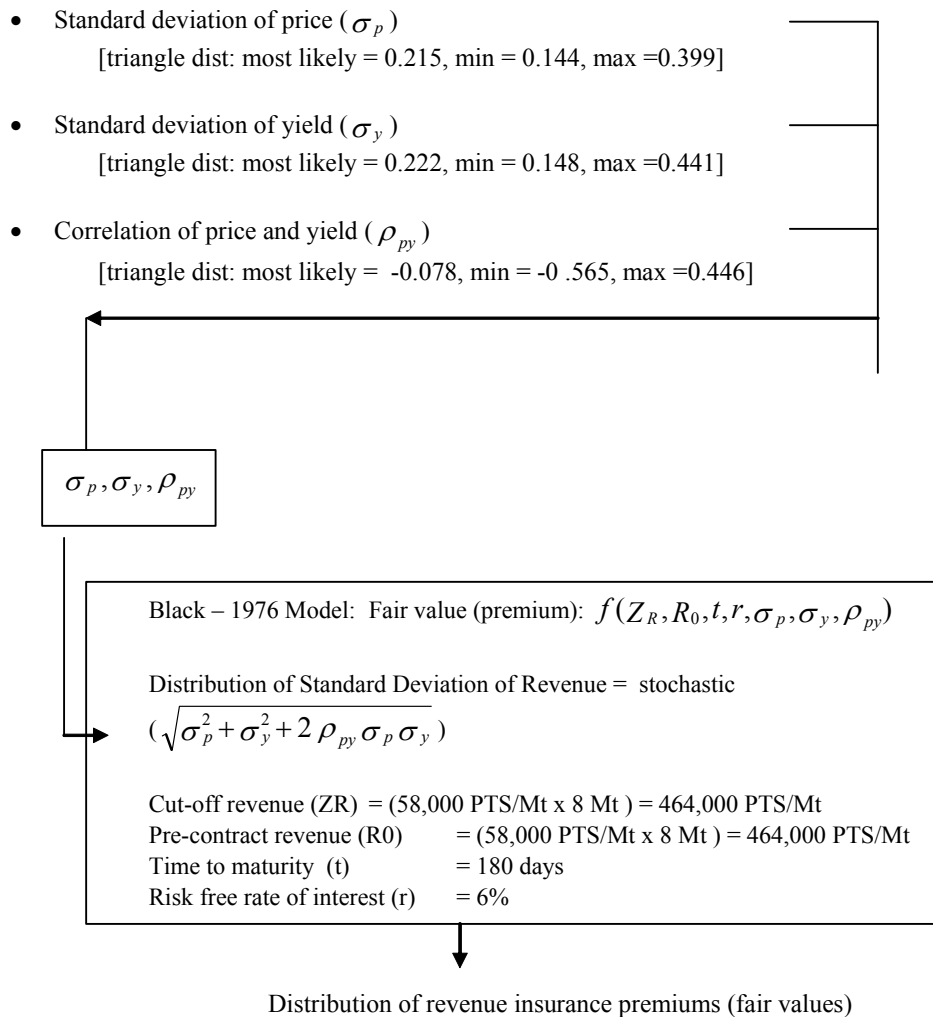 • Standard deviation of price (σp)
[triangle dist: most likely = 0.215, min = 0.144, max =0.399]
• Standard deviation of yield (σy)
[triangle dist: most likely = 0.222, min = 0.148, max =0.441]
• Correlation of price and yield (ρpy)
[triangle dist: most likely = -0.078, min = -0 .565, max =0.446]
σp, σy, ρpy
Black – 1976 Model: Fair value (premium): f(ZR, R0, t, r, σp, σy, ρpy)
Distribution of Standard Deviation of Revenue = stochastic
(√(σp² + σy² + 2 ρpy σp σy) )
Cut-off revenue (ZR) = (58,000 PTS/Mt x 8 Mt ) = 464,000 PTS/Mt
Pre-contract revenue (R0) = (58,000 PTS/Mt x 8 Mt ) = 464,000 PTS/Mt
Time to maturity (t) = 180 days
Risk free rate of interest (r) = 6%
Distribution of revenue insurance premiums (fair values)